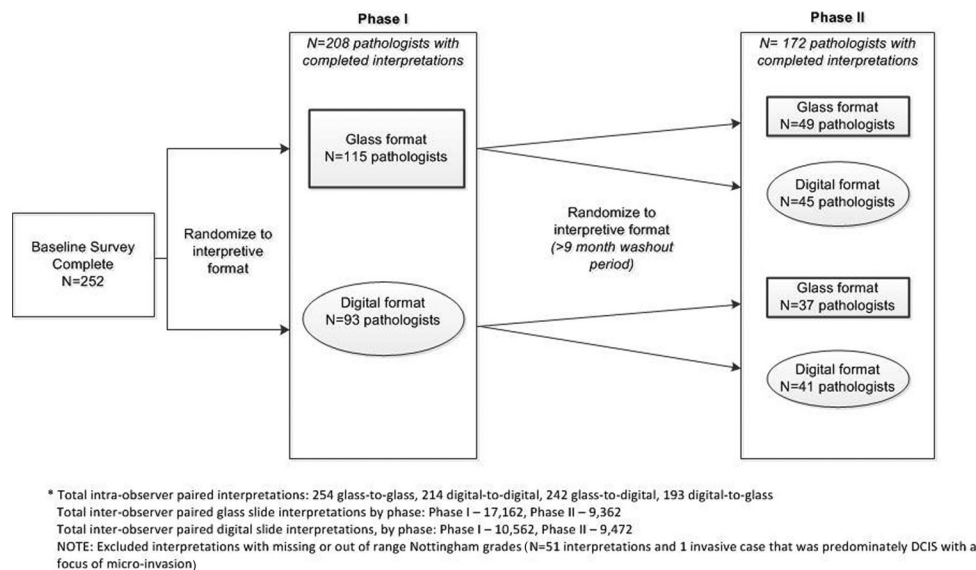 Phase I
N=208 pathologists with
completed interpretations
Glass format
N=115 pathologists
Digital format
N=93 pathologists
Baseline Survey
Complete
N=252
Randomize to
interpretive
format
Randomize to
interpretive format
(>9 month washout
period)
Phase II
N= 172 pathologists with
completed interpretations
Glass format
N=49 pathologists
Digital format
N=45 pathologists
Glass format
N=37 pathologists
Digital format
N=41 pathologists
* Total intra-observer paired interpretations: 254 glass-to-glass, 214 digital-to-digital, 242 glass-to-digital, 193 digital-to-glass
Total inter-observer paired glass slide interpretations by phase: Phase I – 17,162, Phase II – 9,362
Total inter-observer paired digital slide interpretations, by phase: Phase I – 10,562, Phase II – 9,472
NOTE: Excluded interpretations with missing or out of range Nottingham grades (N=51 interpretations and 1 invasive case that was predominately DCIS with a
focus of micro-invasion)